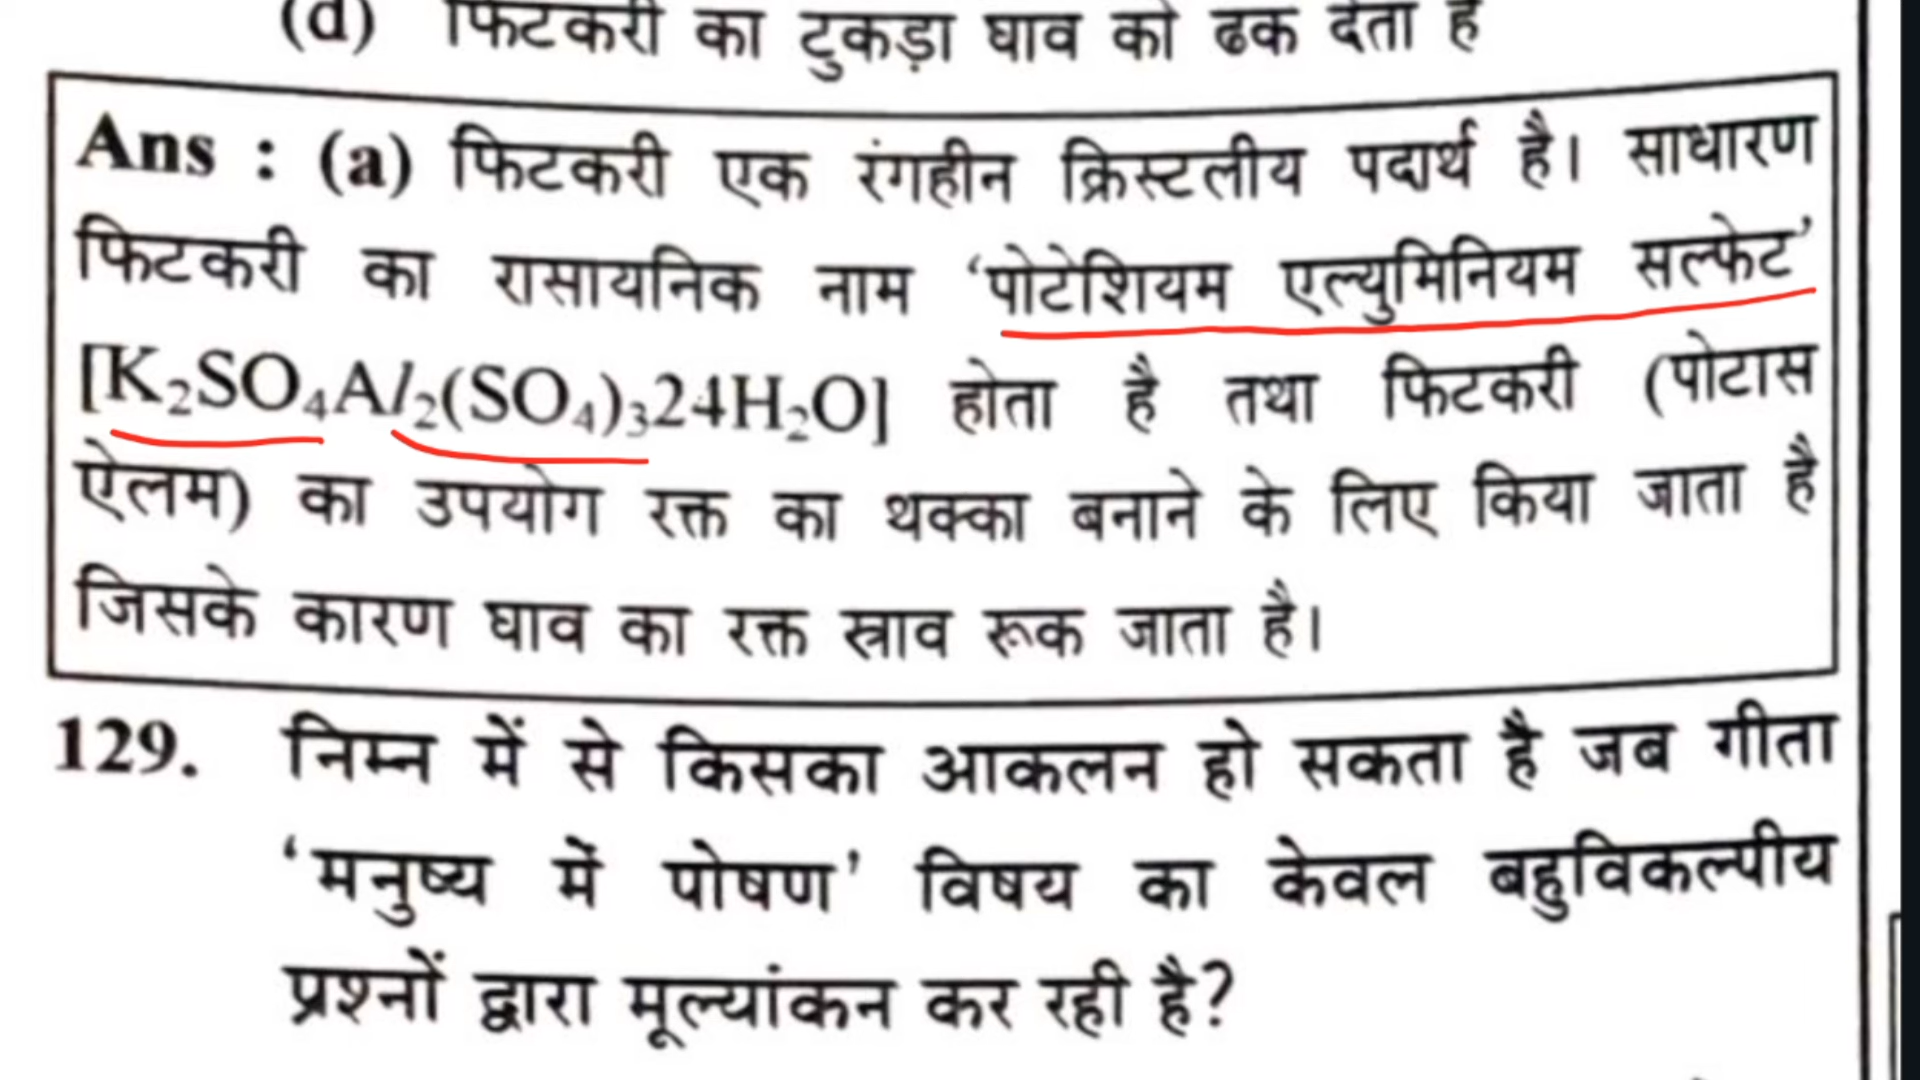 (d) फिटकरी का टुकड़ा घाव को ढक देता है
Ans : (a) फिटकरी एक रंगहीन क्रिस्टलीय पदार्थ है। साधारण
फिटकरी का रासायनिक नाम ‘पोटेशियम एल्युमिनियम सल्फेट’
[K₂SO₄Al₂(SO₄)₃24H₂O] होता है तथा फिटकरी (पोटास
ऐलम) का उपयोग रक्त का थक्का बनाने के लिए किया जाता है
जिसके कारण घाव का रक्त स्राव रूक जाता है।
129. निम्न में से किसका आकलन हो सकता है जब गीता
‘मनुष्य में पोषण’ विषय का केवल बहुविकल्पीय
प्रश्नों द्वारा मूल्यांकन कर रही है?